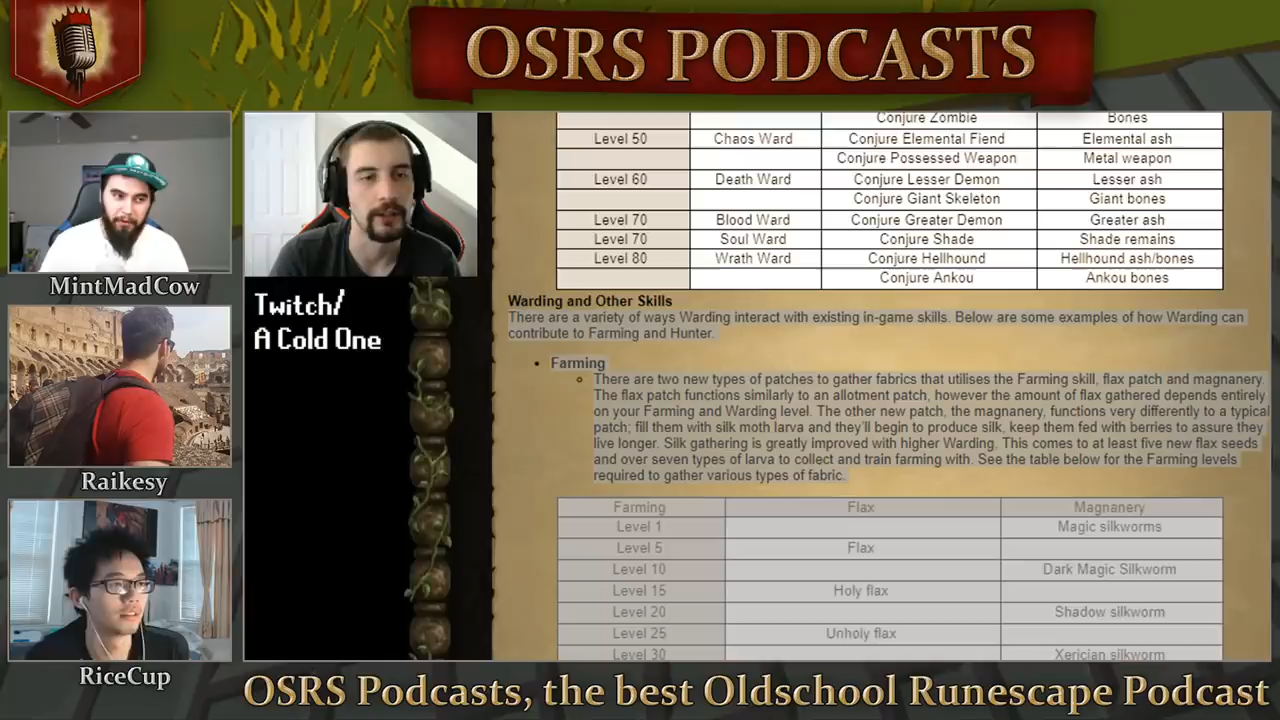 OSRS PODCASTS
MintMadCow
Raikesy
RiceCup
Twitch/
A Cold One
Conjure Zombie Bones
Level 50 Chaos Ward Conjure Elemental Fiend Elemental ash
Conjure Possessed Weapon Metal weapon
Level 60 Death Ward Conjure Lesser Demon Lesser ash
Conjure Giant Skeleton Giant bones
Level 70 Blood Ward Conjure Greater Demon Greater ash
Level 70 Soul Ward Conjure Shade Shade remains
Level 80 Wrath Ward Conjure Hellhound Hellhound ash/bones
Conjure Ankou Ankou bones
Warding and Other Skills
There are a variety of ways Warding interact with existing in-game skills. Below are some examples of how Warding can
contribute to Farming and Hunter.
• Farming
○ There are two new types of patches to gather fabrics that utilises the Farming skill, flax patch and magnanery.
The flax patch functions similarly to an allotment patch, however the amount of flax gathered depends entirely
on your Farming and Warding level. The other new patch, the magnanery, functions very differently to a typical
patch; fill them with silk moth larva and they'll begin to produce silk, keep them fed with berries to assure they
live longer. Silk gathering is greatly improved with higher Warding. This comes to at least five new flax seeds
and over seven types of larva to collect and train farming with. See the table below for the Farming levels
required to gather various types of fabric.
Farming Flax Magnanery
Level 1 Magic silkworms
Level 5 Flax
Level 10 Dark Magic Silkworm
Level 15 Holy flax
Level 20 Shadow silkworm
Level 25 Unholy flax
Level 30 Xerician silkworm
OSRS Podcasts, the best Oldschool Runescape Podcast